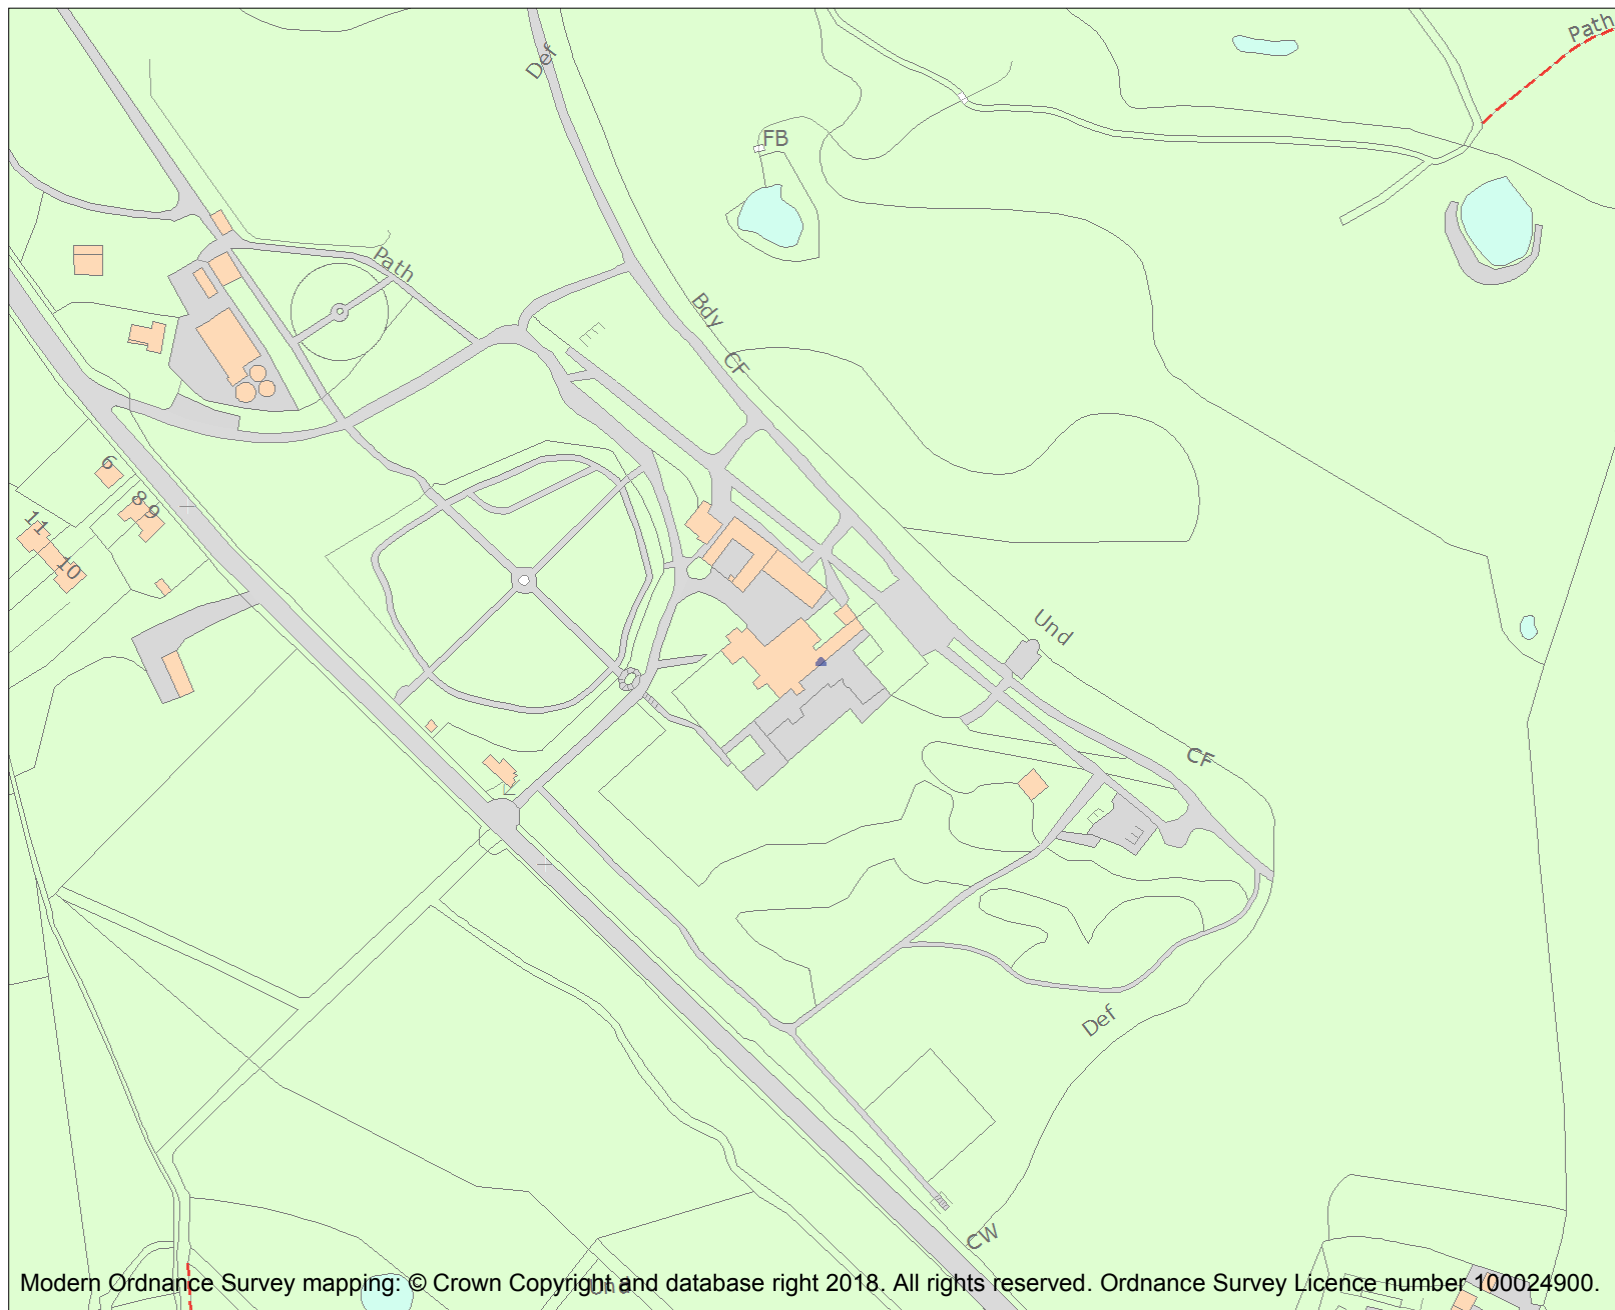 Path
Def
FB
Path
Bdy
CF
6
8
9
11
10
Und
CF
Def
CW
Und
Modern Ordnance Survey mapping: © Crown Copyright and database right 2018. All rights reserved. Ordnance Survey Licence number 100024900.